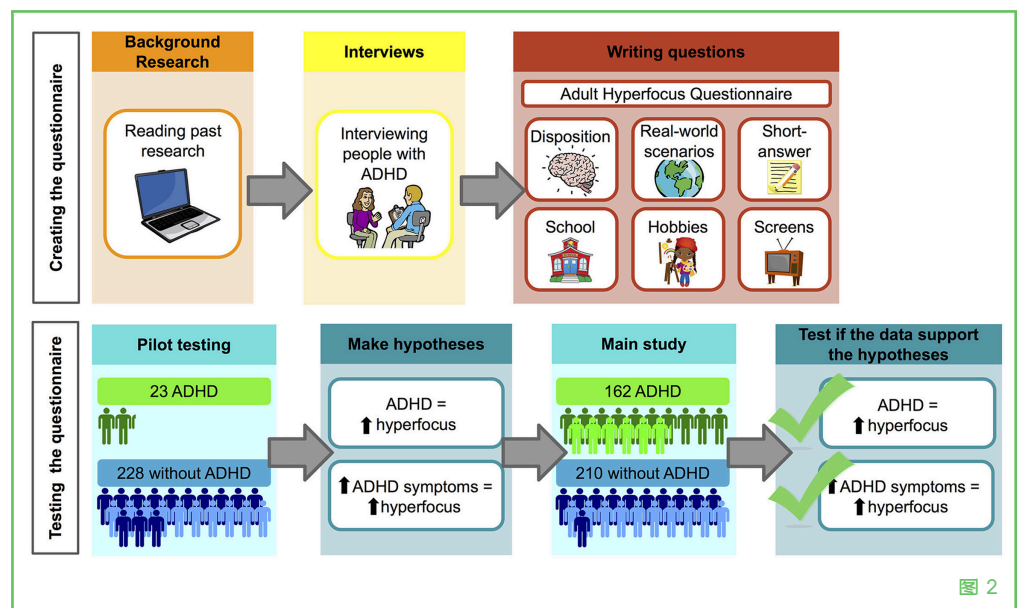 Creating the questionnaire
Background
Research
Reading past
research
Interviews
Interviewing
people with
ADHD
Writing questions
Adult Hyperfocus Questionnaire
Disposition
Real-world
scenarios
Short-
answer
School
Hobbies
Screens
Testing the questionnaire
Pilot testing
23 ADHD
228 without ADHD
Make hypotheses
ADHD =
⬆ hyperfocus
⬆ ADHD symptoms =
⬆ hyperfocus
Main study
162 ADHD
210 without ADHD
Test if the data support
the hypotheses
ADHD =
⬆ hyperfocus
⬆ ADHD symptoms =
⬆ hyperfocus
图 2